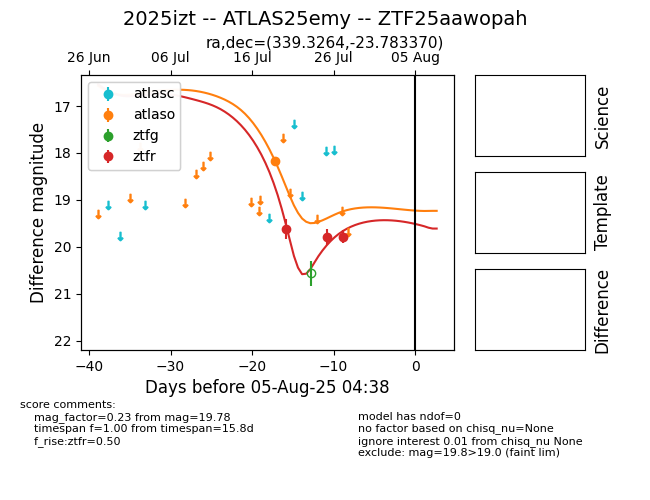 2025izt -- ATLAS25emy -- ZTF25aawopah
ra,dec=(339.3264,-23.783370)
26 Jun 06 Jul 16 Jul 26 Jul 05 Aug
atlasc
atlaso
ztfg
ztfr
17
18
19
20
21
22
Difference magnitude
−40 −30 −20 −10 0
Days before 05-Aug-25 04:38
Science
Template
Difference
score comments:
mag_factor=0.23 from mag=19.78
timespan f=1.00 from timespan=15.8d
f_rise:ztfr=0.50
model has ndof=0
no factor based on chisq_nu=None
ignore interest 0.01 from chisq_nu None
exclude: mag=19.8>19.0 (faint lim)